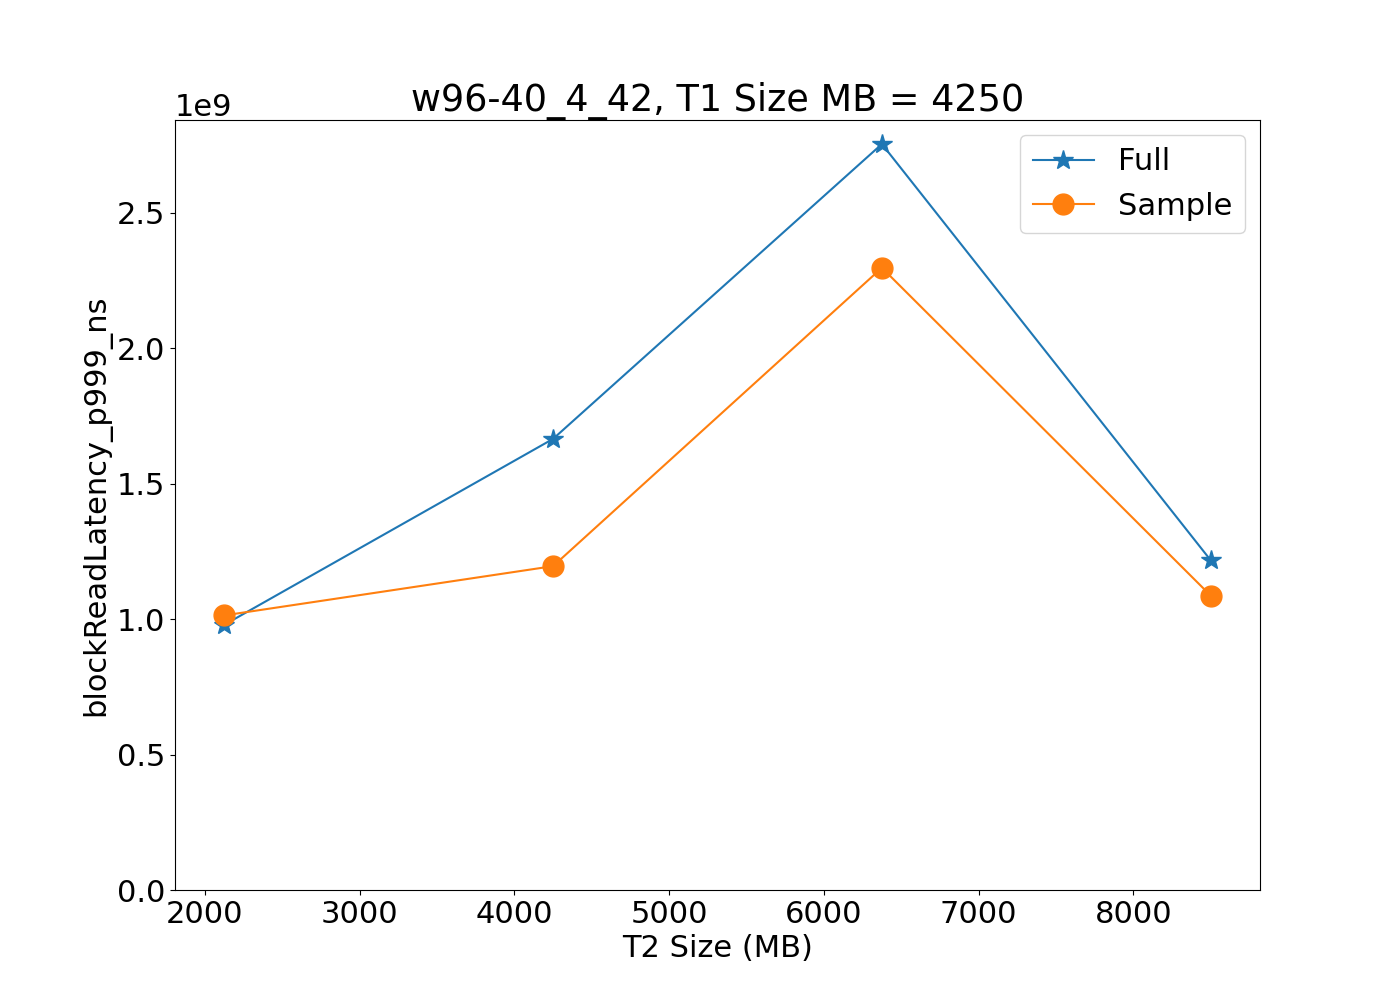 w96-40_4_42, T1 Size MB = 4250
1e9
Full
Sample
2.5
2.0
1.5
1.0
0.5
0.0
blockReadLatency_p999_ns
2000 3000 4000 5000 6000 7000 8000
T2 Size (MB)